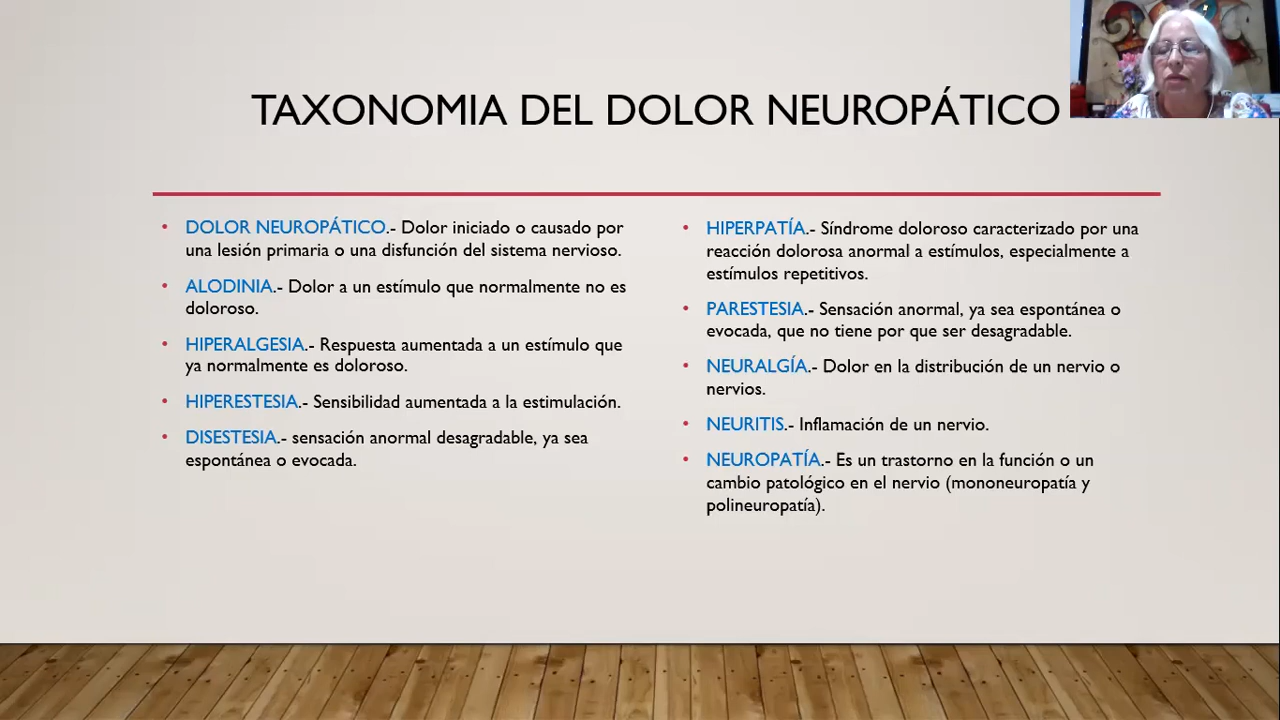 TAXONOMIA DEL DOLOR NEUROPÁTICO
• DOLOR NEUROPÁTICO.- Dolor iniciado o causado por
una lesión primaria o una disfunción del sistema nervioso.
• ALODINIA.- Dolor a un estímulo que normalmente no es
doloroso.
• HIPERALGESIA.- Respuesta aumentada a un estímulo que
ya normalmente es doloroso.
• HIPERESTESIA.- Sensibilidad aumentada a la estimulación.
• DISESTESIA.- sensación anormal desagradable, ya sea
espontánea o evocada.
• HIPERPATÍA.- Síndrome doloroso caracterizado por una
reacción dolorosa anormal a estímulos, especialmente a
estímulos repetitivos.
• PARESTESIA.- Sensación anormal, ya sea espontánea o
evocada, que no tiene por que ser desagradable.
• NEURALGÍA.- Dolor en la distribución de un nervio o
nervios.
• NEURITIS.- Inflamación de un nervio.
• NEUROPATÍA.- Es un trastorno en la función o un
cambio patológico en el nervio (mononeuropatía y
polineuropatía).